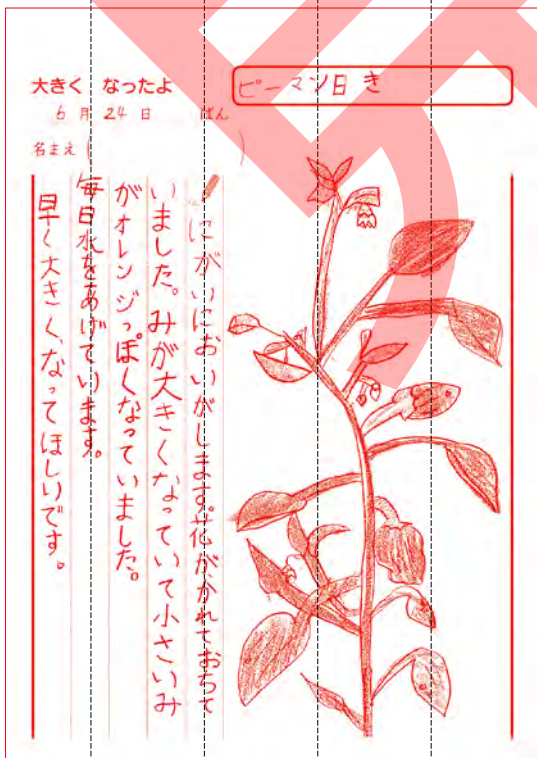 大きく なったよ
ピーマン日き
6月24日 ばん
名まえ( )
にがいにおいがします。花がかれておちて
いました。みが大きくなっていて小さいみ
がオレンジっぽくなっていました。
毎日水をあげています。
早く大きくなってほしいです。